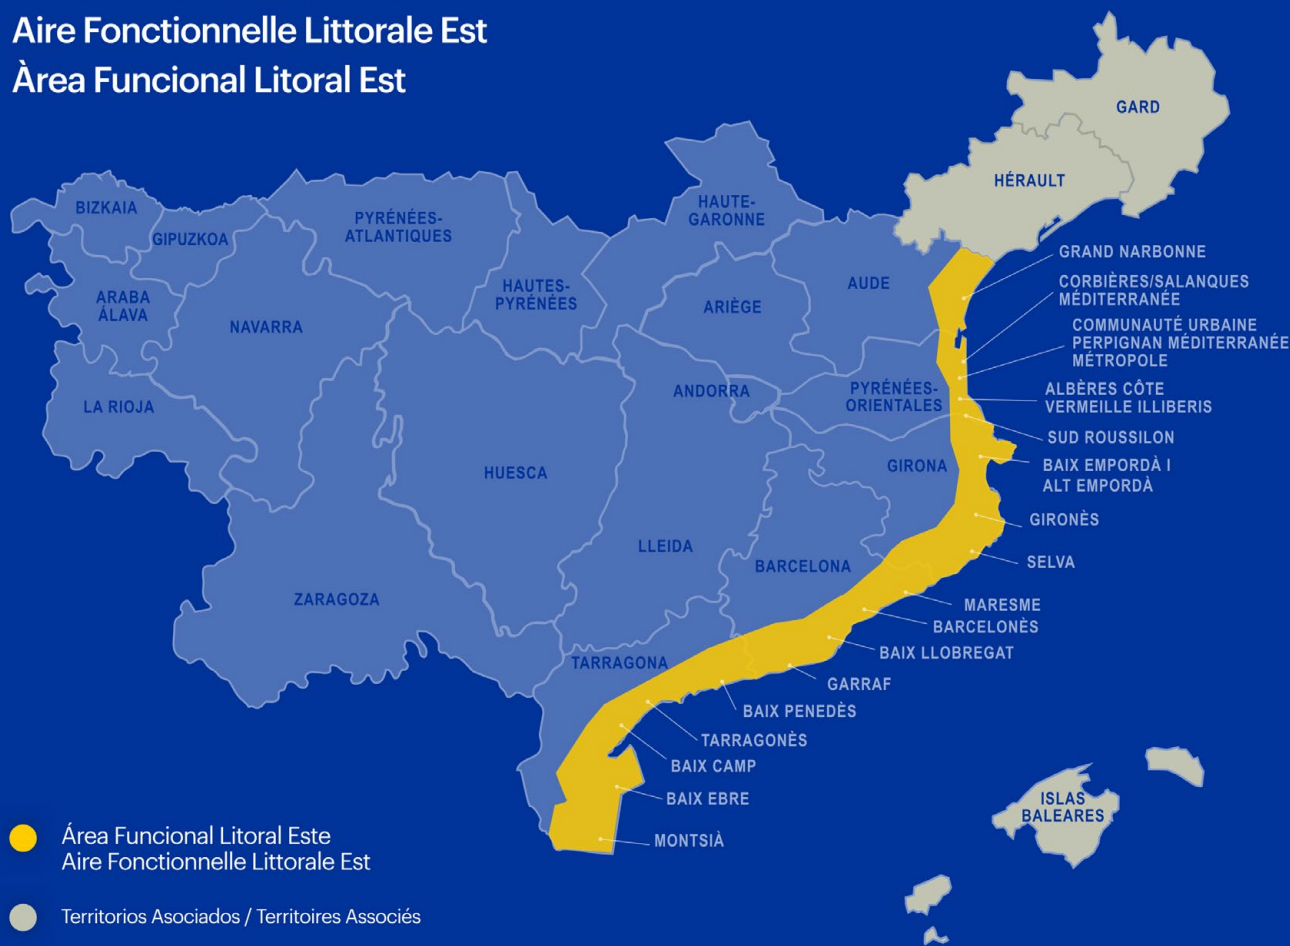 Aire Fonctionnelle Littorale Est
Àrea Funcional Litoral Est
GARD
HÉRAULT
BIZKAIA
GIPUZKOA
PYRÉNÉES-
ATLANTIQUES
HAUTE-
GARONNE
GRAND NARBONNE
HAUTES-
PYRÉNÉES
ARIÈGE
AUDE
CORBIÈRES/SALANQUES
MÉDITERRANÉE
ARABA
ÁLAVA
NAVARRA
COMMUNAUTÉ URBAINE
PERPIGNAN MÉDITERRANÉE
MÉTROPOLE
ANDORRA
PYRÉNÉES-
ORIENTALES
ALBÈRES CÔTE
VERMEILLE ILLIBERIS
LA RIOJA
SUD ROUSSILON
HUESCA
GIRONA
BAIX EMPORDÀ I
ALT EMPORDÀ
GIRONÈS
LLEIDA
BARCELONA
SELVA
ZARAGOZA
MARESME
BARCELONÈS
BAIX LLOBREGAT
TARRAGONA
GARRAF
BAIX PENEDÈS
TARRAGONÈS
BAIX CAMP
BAIX EBRE
MONTSIÀ
ISLAS
BALEARES
Área Funcional Litoral Este
Aire Fonctionnelle Littorale Est
Territorios Asociados / Territoires Associés